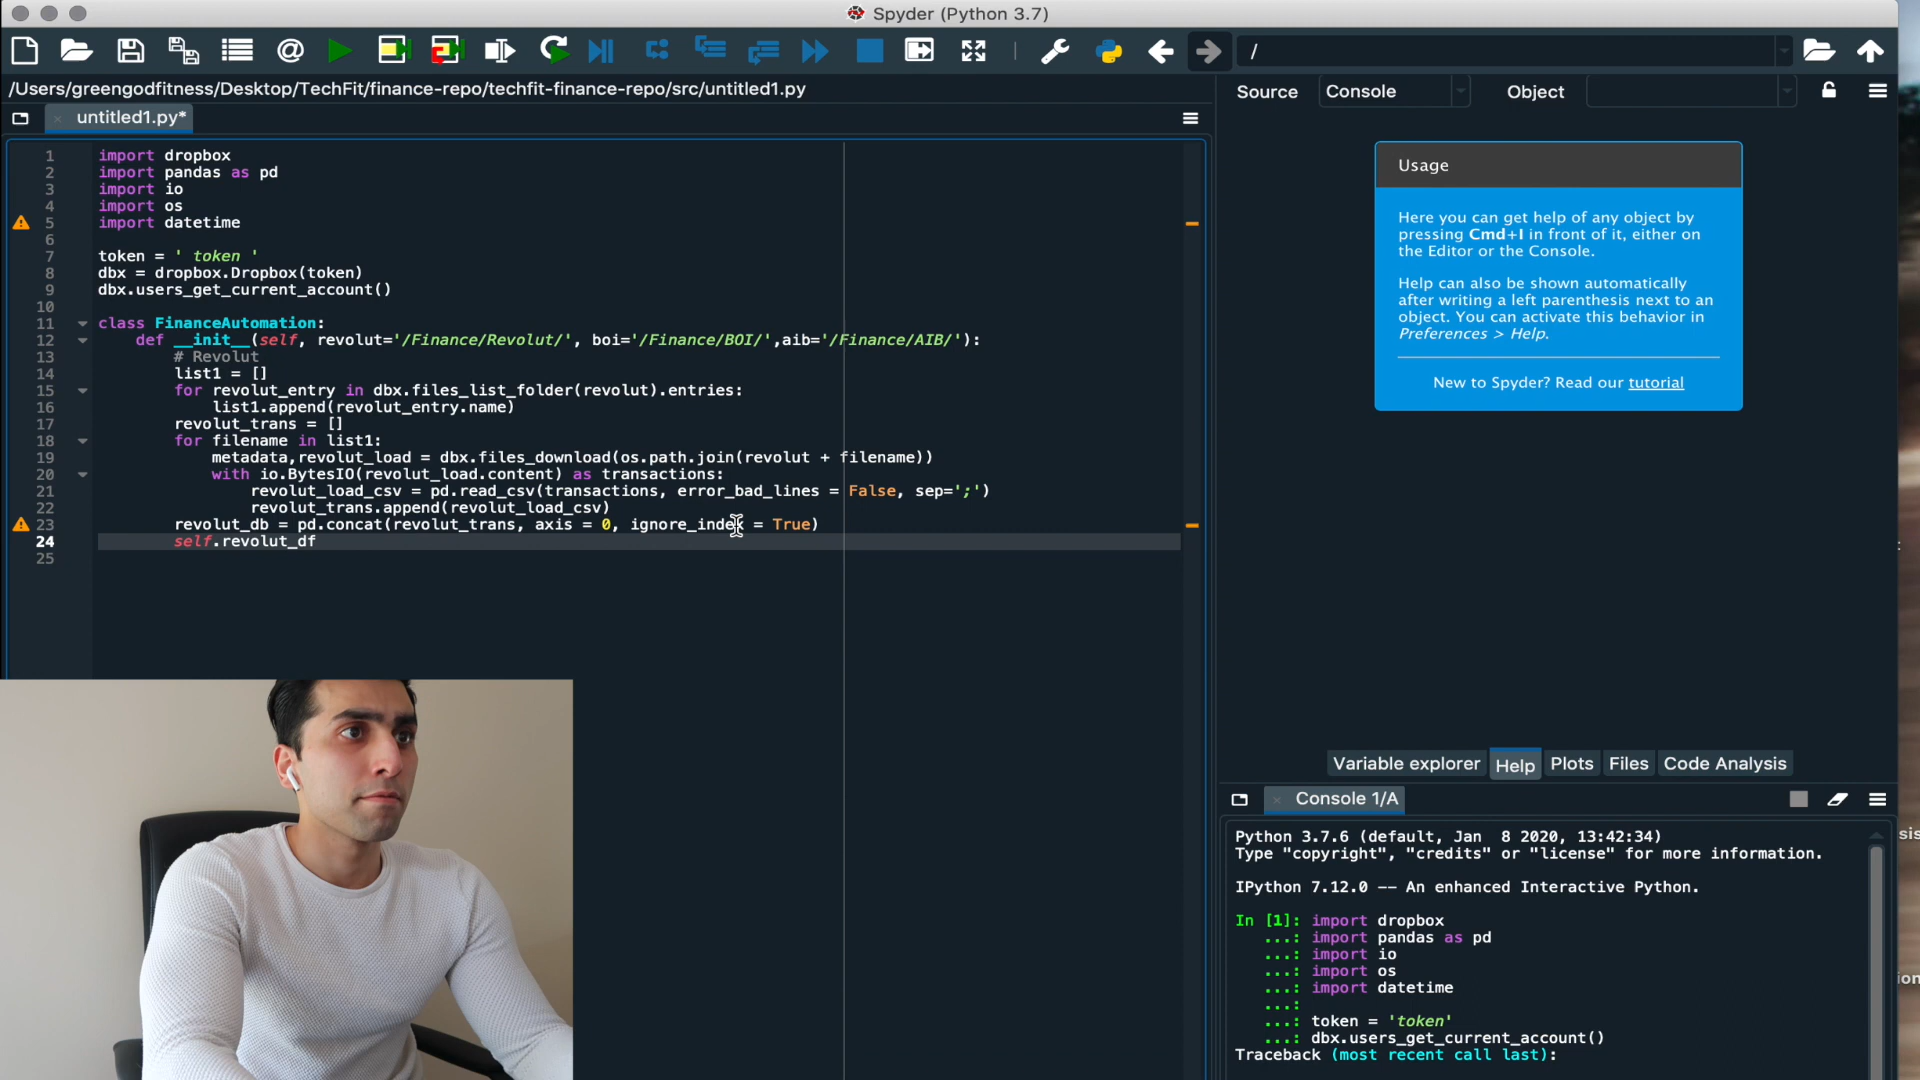 Spyder (Python 3.7)
/
/Users/greengodfitness/Desktop/TechFit/finance-repo/techfit-finance-repo/src/untitled1.py
untitled1.py*
1 import dropbox
2 import pandas as pd
3 import io
4 import os
5 import datetime
6
7 token = ' token '
8 dbx = dropbox.Dropbox(token)
9 dbx.users_get_current_account()
10
11 class FinanceAutomation:
12 def __init__(self, revolut='/Finance/Revolut/', boi='/Finance/BOI/',aib='/Finance/AIB/'):
13 # Revolut
14 list1 = []
15 for revolut_entry in dbx.files_list_folder(revolut).entries:
16 list1.append(revolut_entry.name)
17 revolut_trans = []
18 for filename in list1:
19 metadata,revolut_load = dbx.files_download(os.path.join(revolut + filename))
20 with io.BytesIO(revolut_load.content) as transactions:
21 revolut_load_csv = pd.read_csv(transactions, error_bad_lines = False, sep=';')
22 revolut_trans.append(revolut_load_csv)
23 revolut_db = pd.concat(revolut_trans, axis = 0, ignore_index = True)
24 self.revolut_df
25
Source Console Object
Usage
Here you can get help of any object by
pressing Cmd+I in front of it, either on
the Editor or the Console.
Help can also be shown automatically
after writing a left parenthesis next to an
object. You can activate this behavior in
Preferences > Help.
New to Spyder? Read our tutorial
Variable explorer Help Plots Files Code Analysis
Console 1/A
Python 3.7.6 (default, Jan 8 2020, 13:42:34)
Type "copyright", "credits" or "license" for more information.
IPython 7.12.0 -- An enhanced Interactive Python.
In [1]: import dropbox
...: import pandas as pd
...: import io
...: import os
...: import datetime
...:
...: token = 'token'
...: dbx.users_get_current_account()
Traceback (most recent call last):